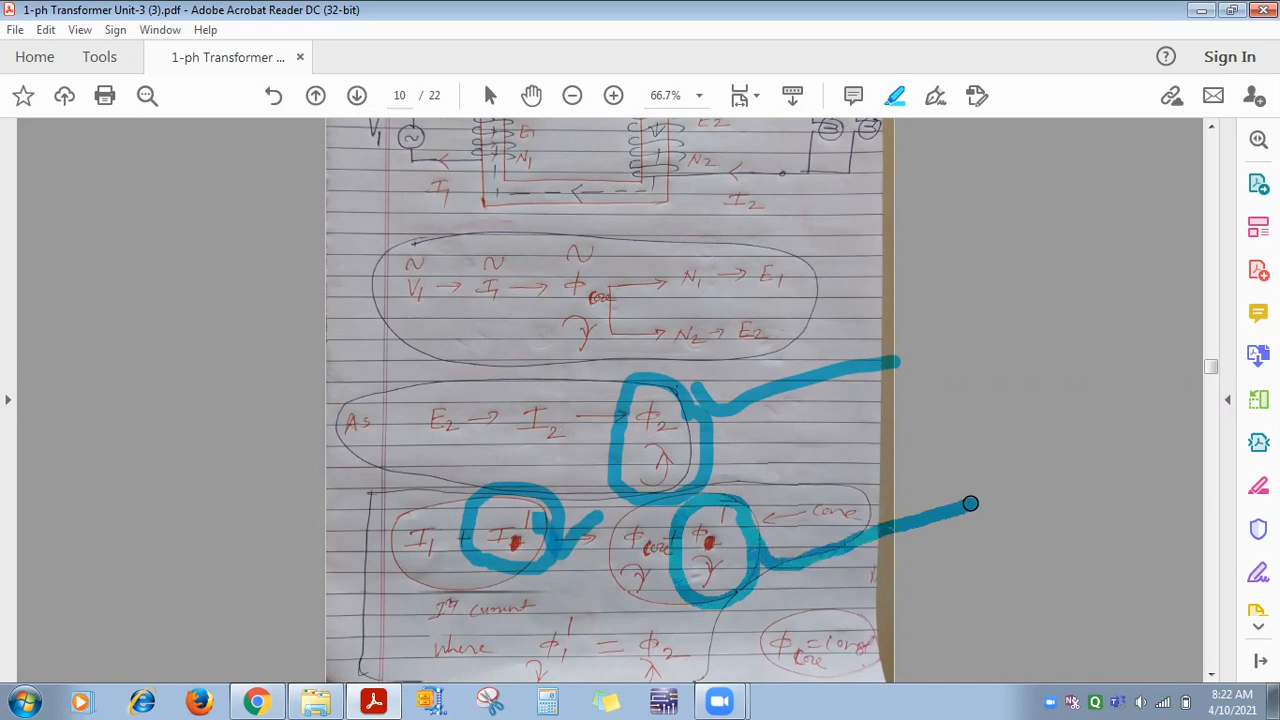 1-ph Transformer Unit-3 (3).pdf - Adobe Acrobat Reader DC (32-bit)
File Edit View Sign Window Help
Home Tools 1-ph Transformer ... × Sign In
10 / 22 66.7%
V1 E1 E2
N1 N2
I1 I2
V1 → I1 → ϕcore → N1 → E1
→ N2 → E2
As E2 → I2 → ϕ2
I1 + → ϕcore + ← core
current
where ϕ1' = ϕ2
ϕcore =
8:22 AM
4/10/2021